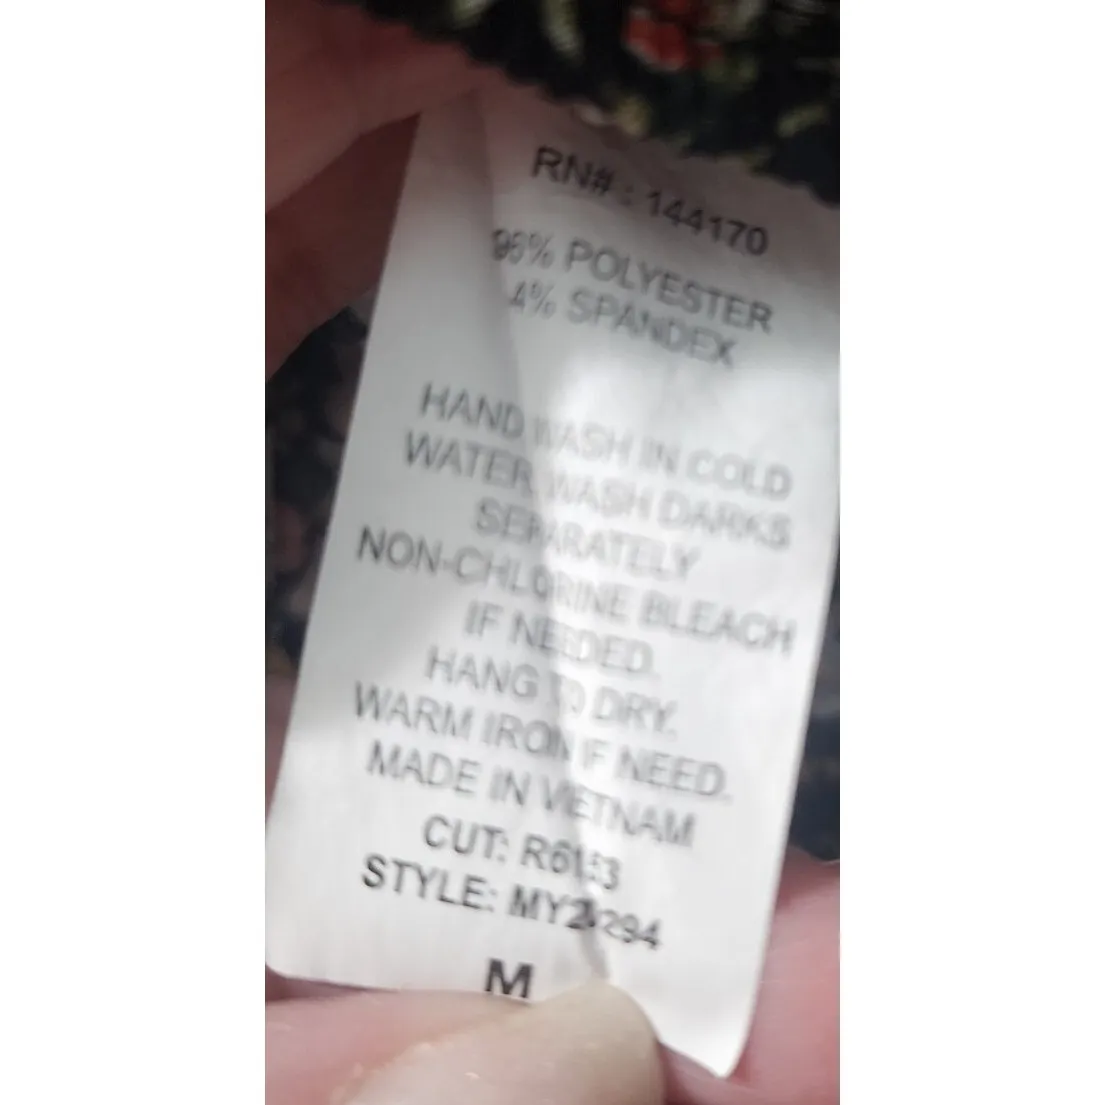 RN# : 144170
96% POLYESTER
4% SPANDEX
HAND WASH IN COLD
WATER WASH DARKS
SEPARATELY
NON-CHLORINE BLEACH
IF NEEDED.
HANG TO DRY.
WARM IRON IF NEED.
MADE IN VIETNAM
CUT:
STYLE:
M